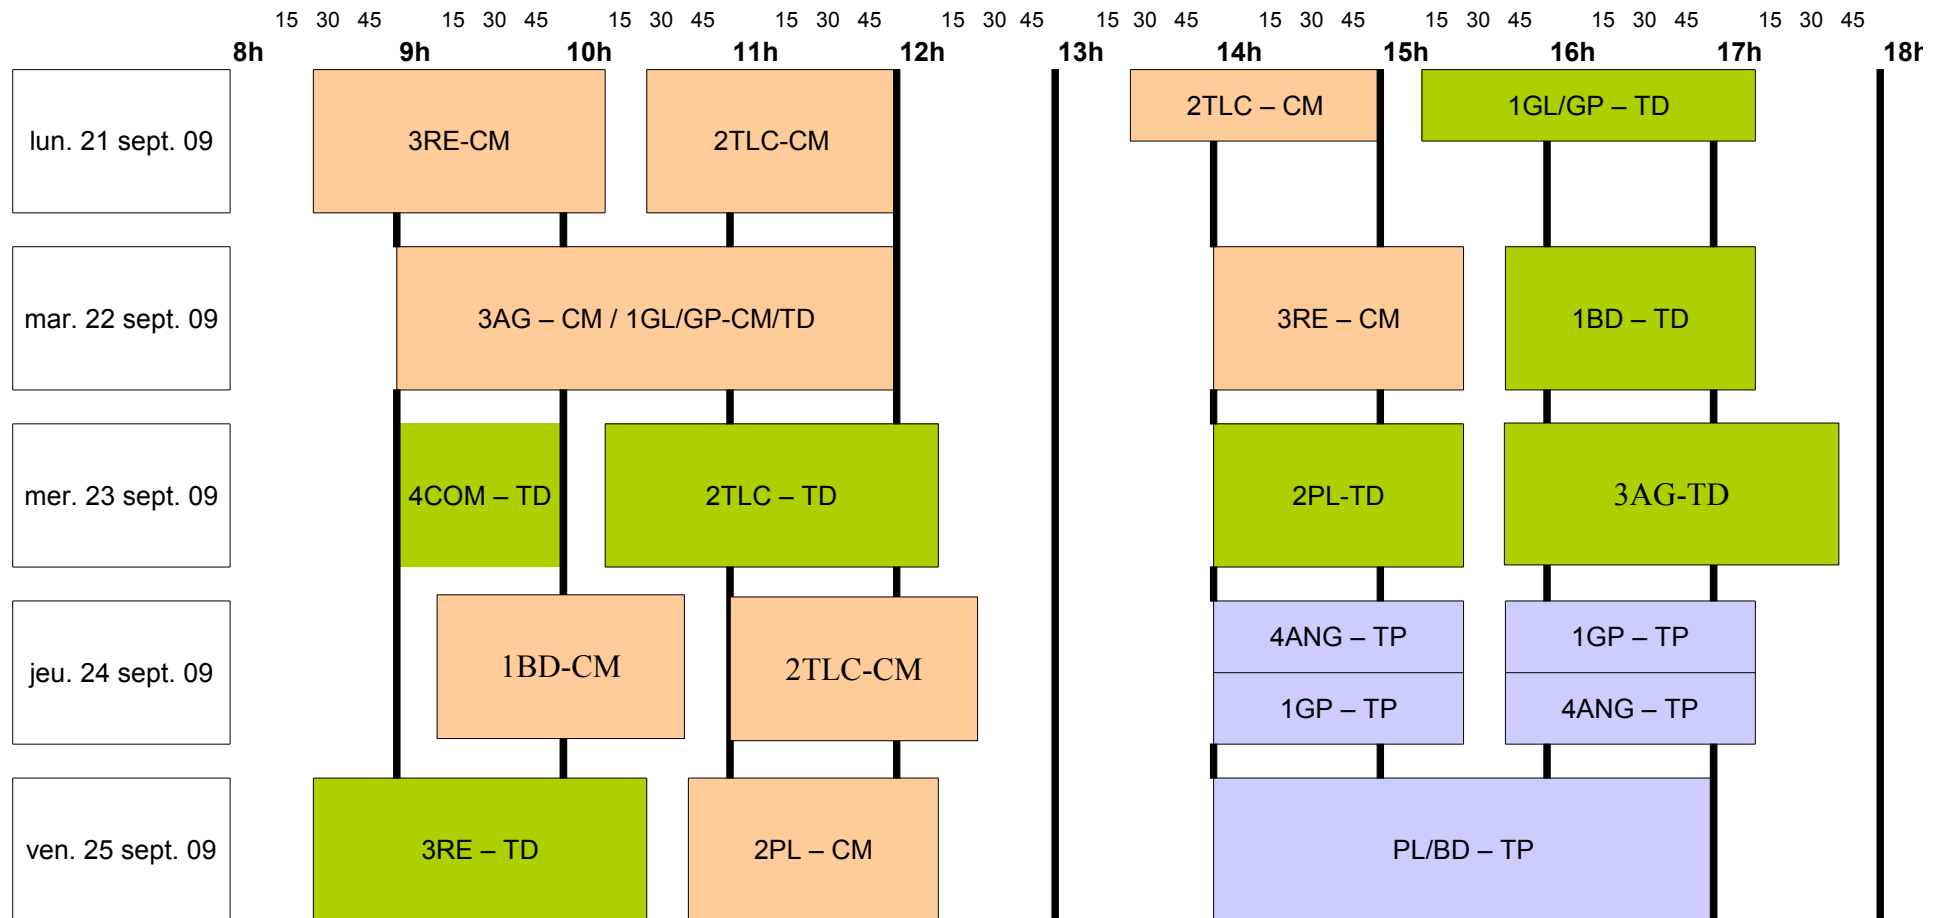 15 30 45 15 30 45 15 30 45 15 30 45 15 30 45 15 30 45 15 30 45 15 30 45 15 30 45 15 30 45
8h 9h 10h 11h 12h 13h 14h 15h 16h 17h 18h
lun. 21 sept. 09 3RE-CM 2TLC-CM 2TLC – CM 1GL/GP – TD
mar. 22 sept. 09 3AG – CM / 1GL/GP-CM/TD 3RE – CM 1BD – TD
mer. 23 sept. 09 4COM – TD 2TLC – TD 2PL-TD 3AG-TD
jeu. 24 sept. 09 1BD-CM 2TLC-CM 4ANG – TP 1GP – TP
1GP – TP 4ANG – TP
ven. 25 sept. 09 3RE – TD 2PL – CM PL/BD – TP